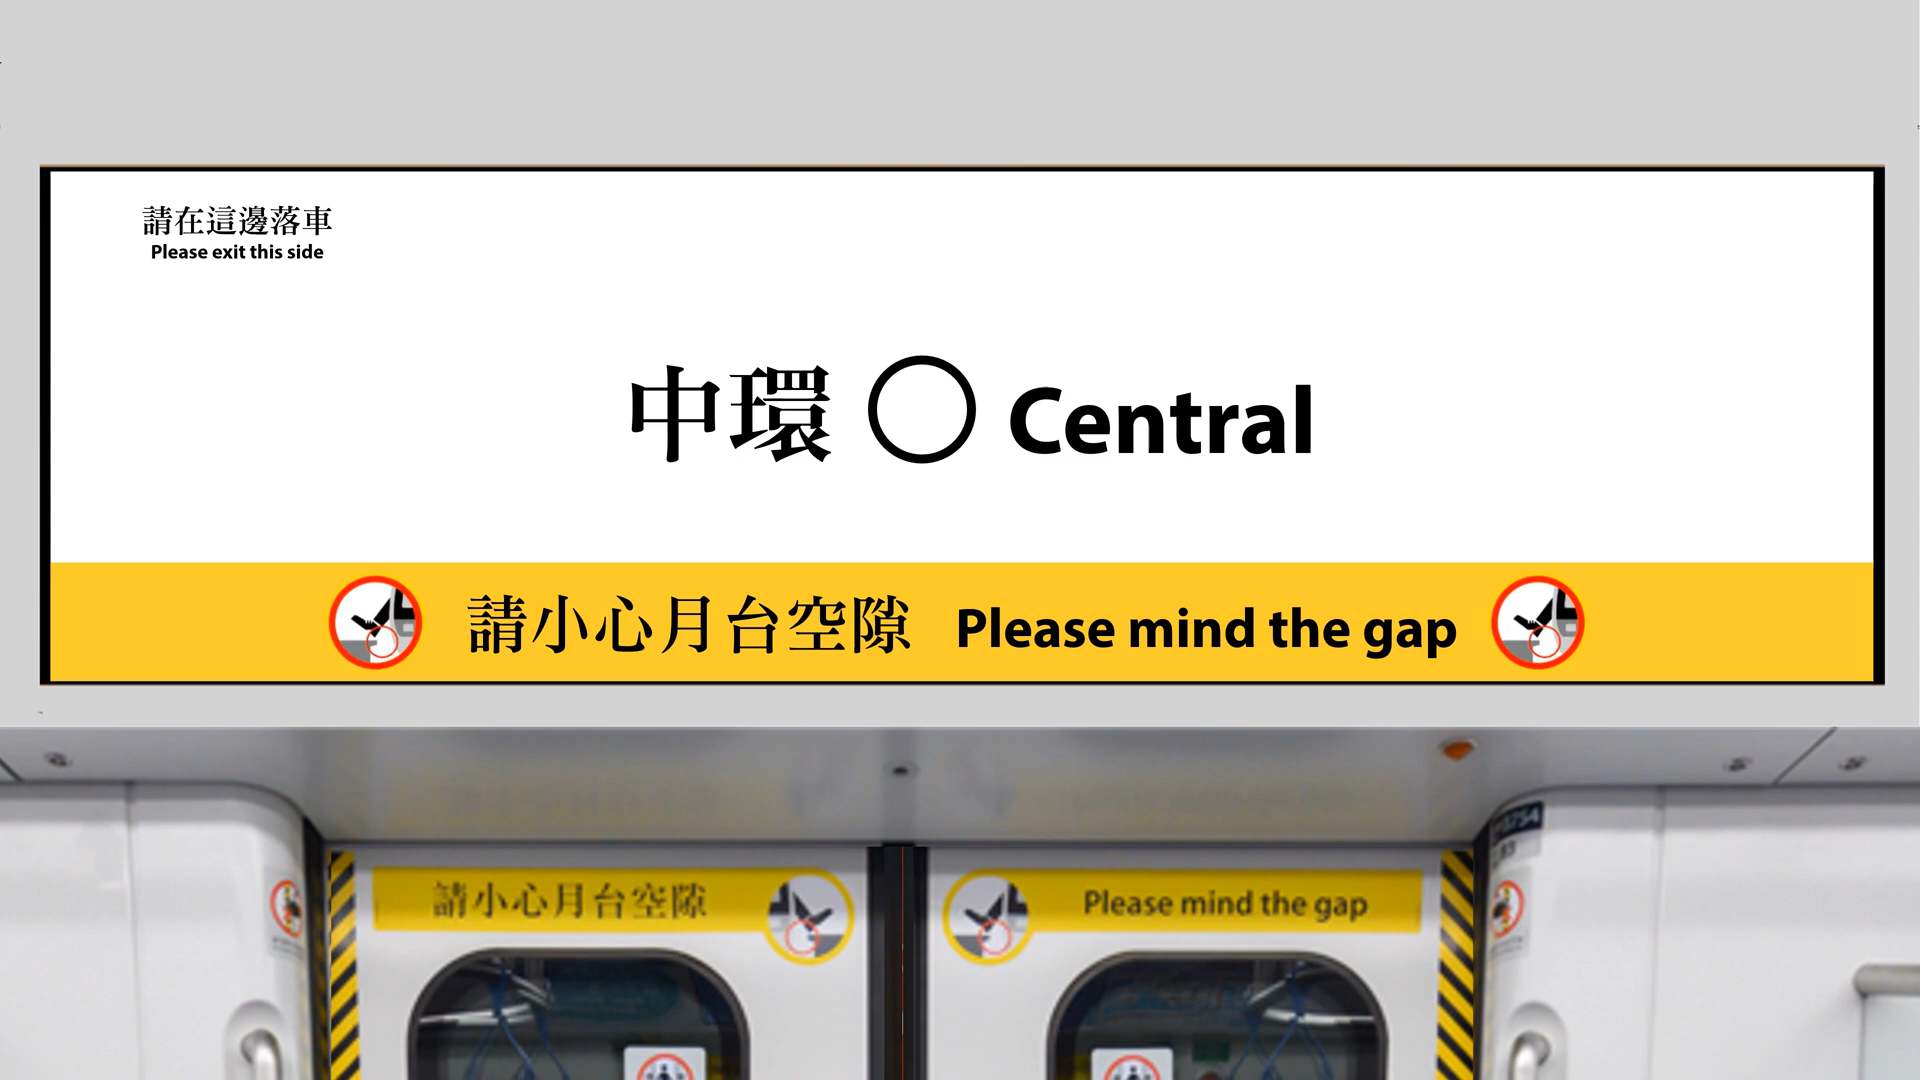 請在這邊落車
Please exit this side
中環 Central
請小心月台空隙 Please mind the gap
請小心月台空隙
Please mind the gap